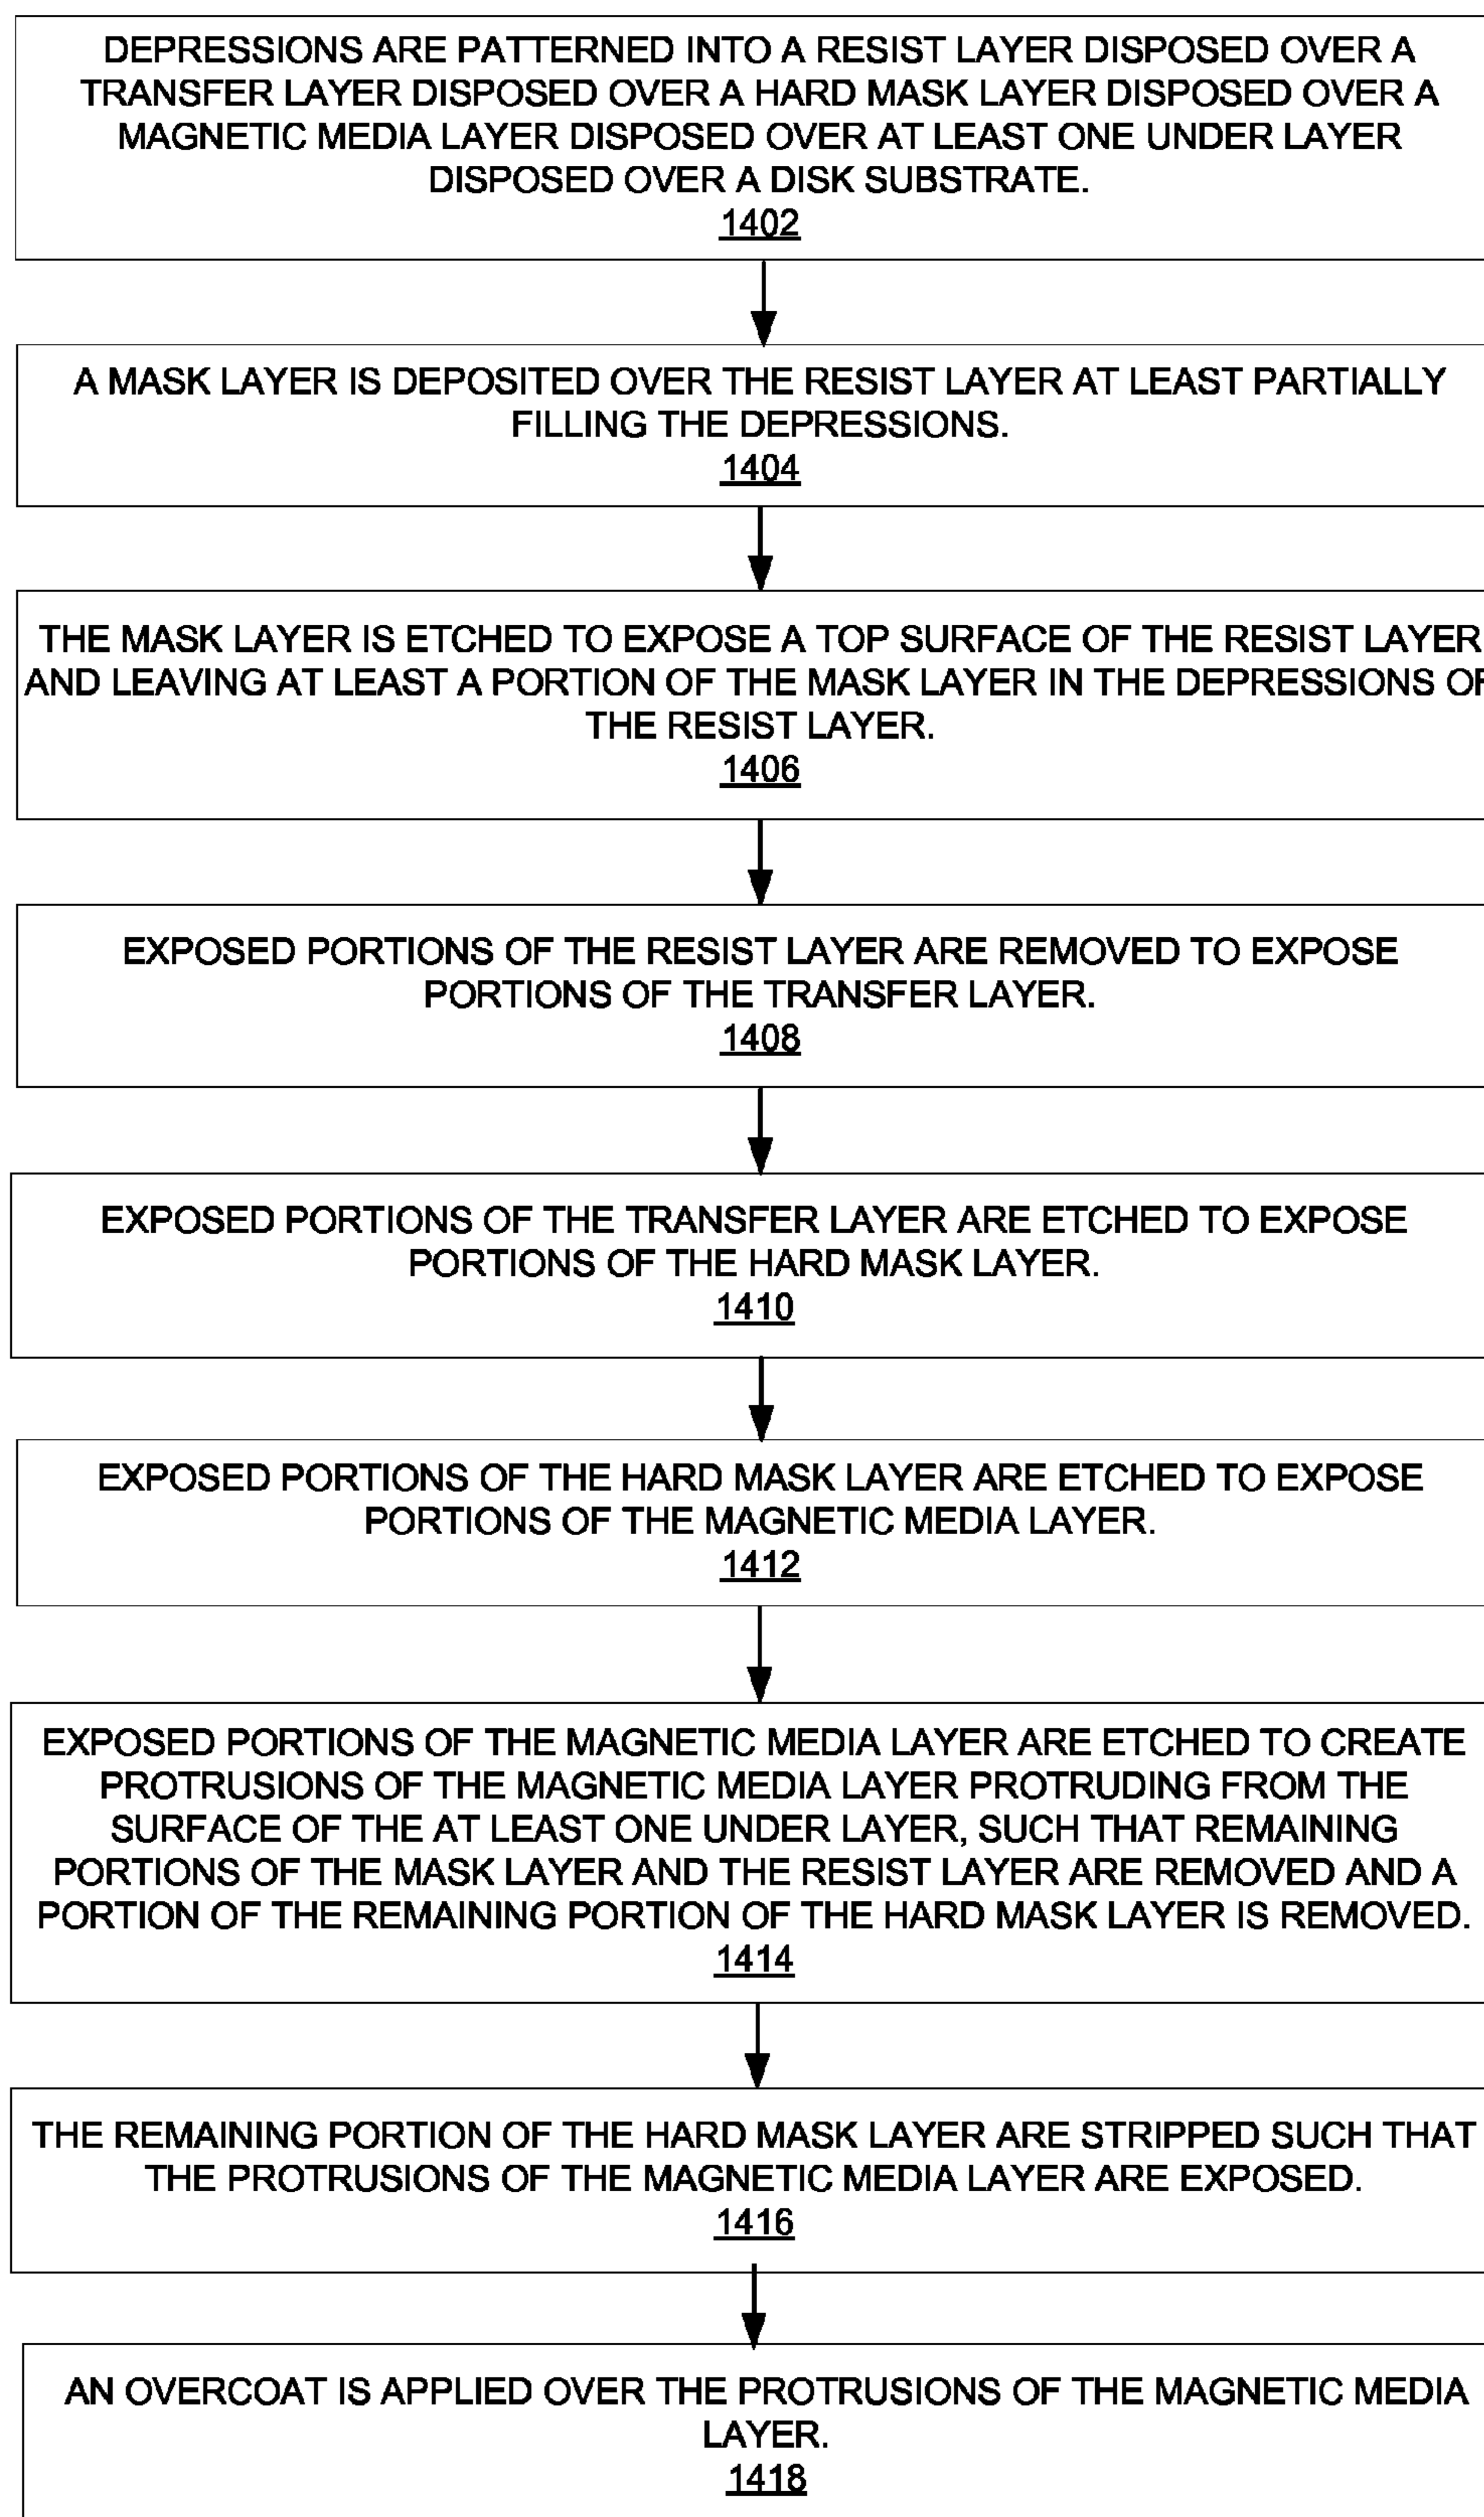 DEPRESSIONS ARE PATTERNED INTO A RESIST LAYER DISPOSED OVER A
TRANSFER LAYER DISPOSED OVER A HARD MASK LAYER DISPOSED OVER A
MAGNETIC MEDIA LAYER DISPOSED OVER AT LEAST ONE UNDER LAYER
DISPOSED OVER A DISK SUBSTRATE.
1402
A MASK LAYER IS DEPOSITED OVER THE RESIST LAYER AT LEAST PARTIALLY
FILLING THE DEPRESSIONS.
1404
THE MASK LAYER IS ETCHED TO EXPOSE A TOP SURFACE OF THE RESIST LAYER
AND LEAVING AT LEAST A PORTION OF THE MASK LAYER IN THE DEPRESSIONS OF
THE RESIST LAYER.
1406
EXPOSED PORTIONS OF THE RESIST LAYER ARE REMOVED TO EXPOSE
PORTIONS OF THE TRANSFER LAYER.
1408
EXPOSED PORTIONS OF THE TRANSFER LAYER ARE ETCHED TO EXPOSE
PORTIONS OF THE HARD MASK LAYER.
1410
EXPOSED PORTIONS OF THE HARD MASK LAYER ARE ETCHED TO EXPOSE
PORTIONS OF THE MAGNETIC MEDIA LAYER.
1412
EXPOSED PORTIONS OF THE MAGNETIC MEDIA LAYER ARE ETCHED TO CREATE
PROTRUSIONS OF THE MAGNETIC MEDIA LAYER PROTRUDING FROM THE
SURFACE OF THE AT LEAST ONE UNDER LAYER, SUCH THAT REMAINING
PORTIONS OF THE MASK LAYER AND THE RESIST LAYER ARE REMOVED AND A
PORTION OF THE REMAINING PORTION OF THE HARD MASK LAYER IS REMOVED.
1414
THE REMAINING PORTION OF THE HARD MASK LAYER ARE STRIPPED SUCH THAT
THE PROTRUSIONS OF THE MAGNETIC MEDIA LAYER ARE EXPOSED.
1416
AN OVERCOAT IS APPLIED OVER THE PROTRUSIONS OF THE MAGNETIC MEDIA
LAYER.
1418